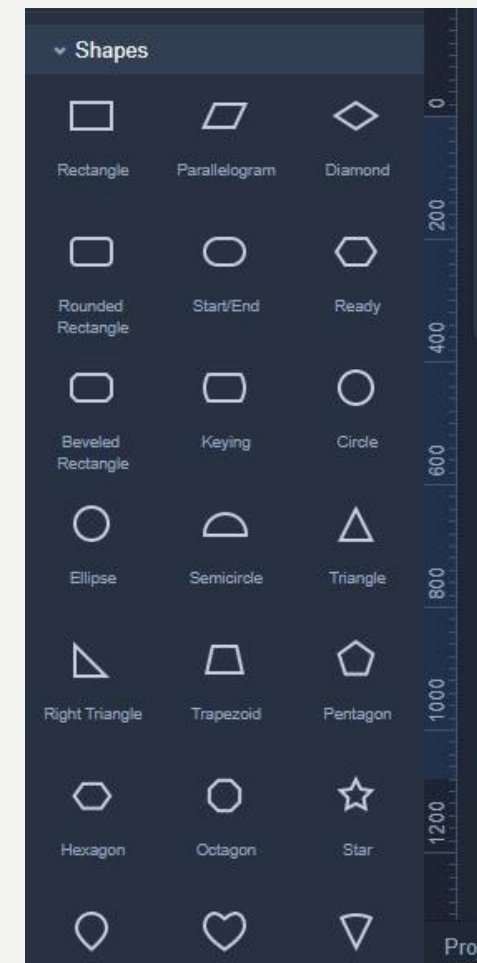 Shapes
Rectangle
Parallelogram
Diamond
Rounded
Rectangle
Start/End
Ready
Beveled
Rectangle
Keying
Circle
Ellipse
Semicircle
Triangle
Right Triangle
Trapezoid
Pentagon
Hexagon
Octagon
Star
0
200
400
600
800
1000
1200
Pro